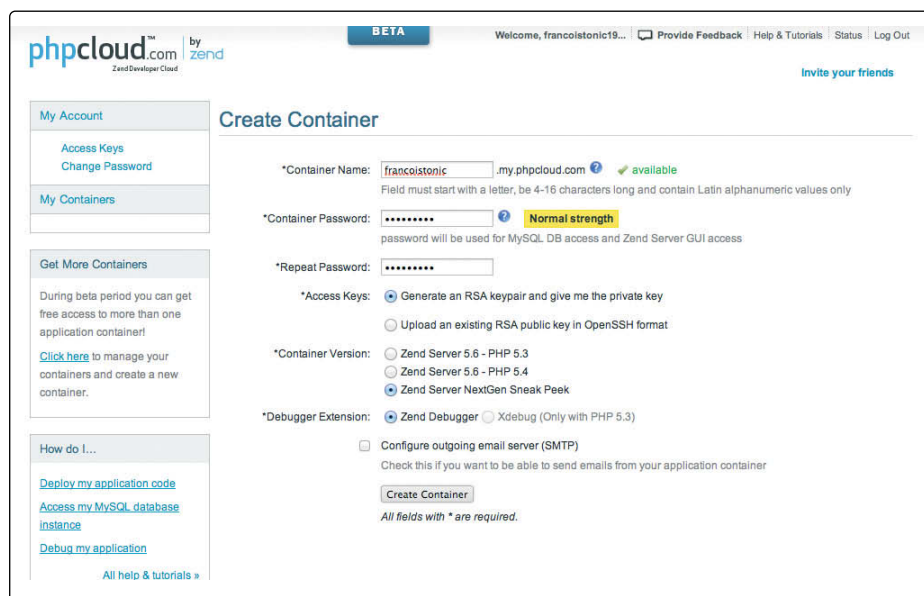 BETA
Welcome, francoistonic19... Provide Feedback Help & Tutorials Status Log Out
phpcloud.com™ by zend
Zend Developer Cloud
Invite your friends
My Account
Access Keys
Change Password
My Containers
Get More Containers
During beta period you can get
free access to more than one
application container!
Click here to manage your
containers and create a new
container.
How do I...
Deploy my application code
Access my MySQL database
instance
Debug my application
All help & tutorials »
Create Container
*Container Name: francoistonic .my.phpcloud.com ? available
Field must start with a letter, be 4-16 characters long and contain Latin alphanumeric values only
*Container Password: ••••••••• ? Normal strength
password will be used for MySQL DB access and Zend Server GUI access
*Repeat Password: •••••••••
*Access Keys: Generate an RSA keypair and give me the private key
Upload an existing RSA public key in OpenSSH format
*Container Version: Zend Server 5.6 - PHP 5.3
Zend Server 5.6 - PHP 5.4
Zend Server NextGen Sneak Peek
*Debugger Extension: Zend Debugger Xdebug (Only with PHP 5.3)
Configure outgoing email server (SMTP)
Check this if you want to be able to send emails from your application container
Create Container
All fields with * are required.